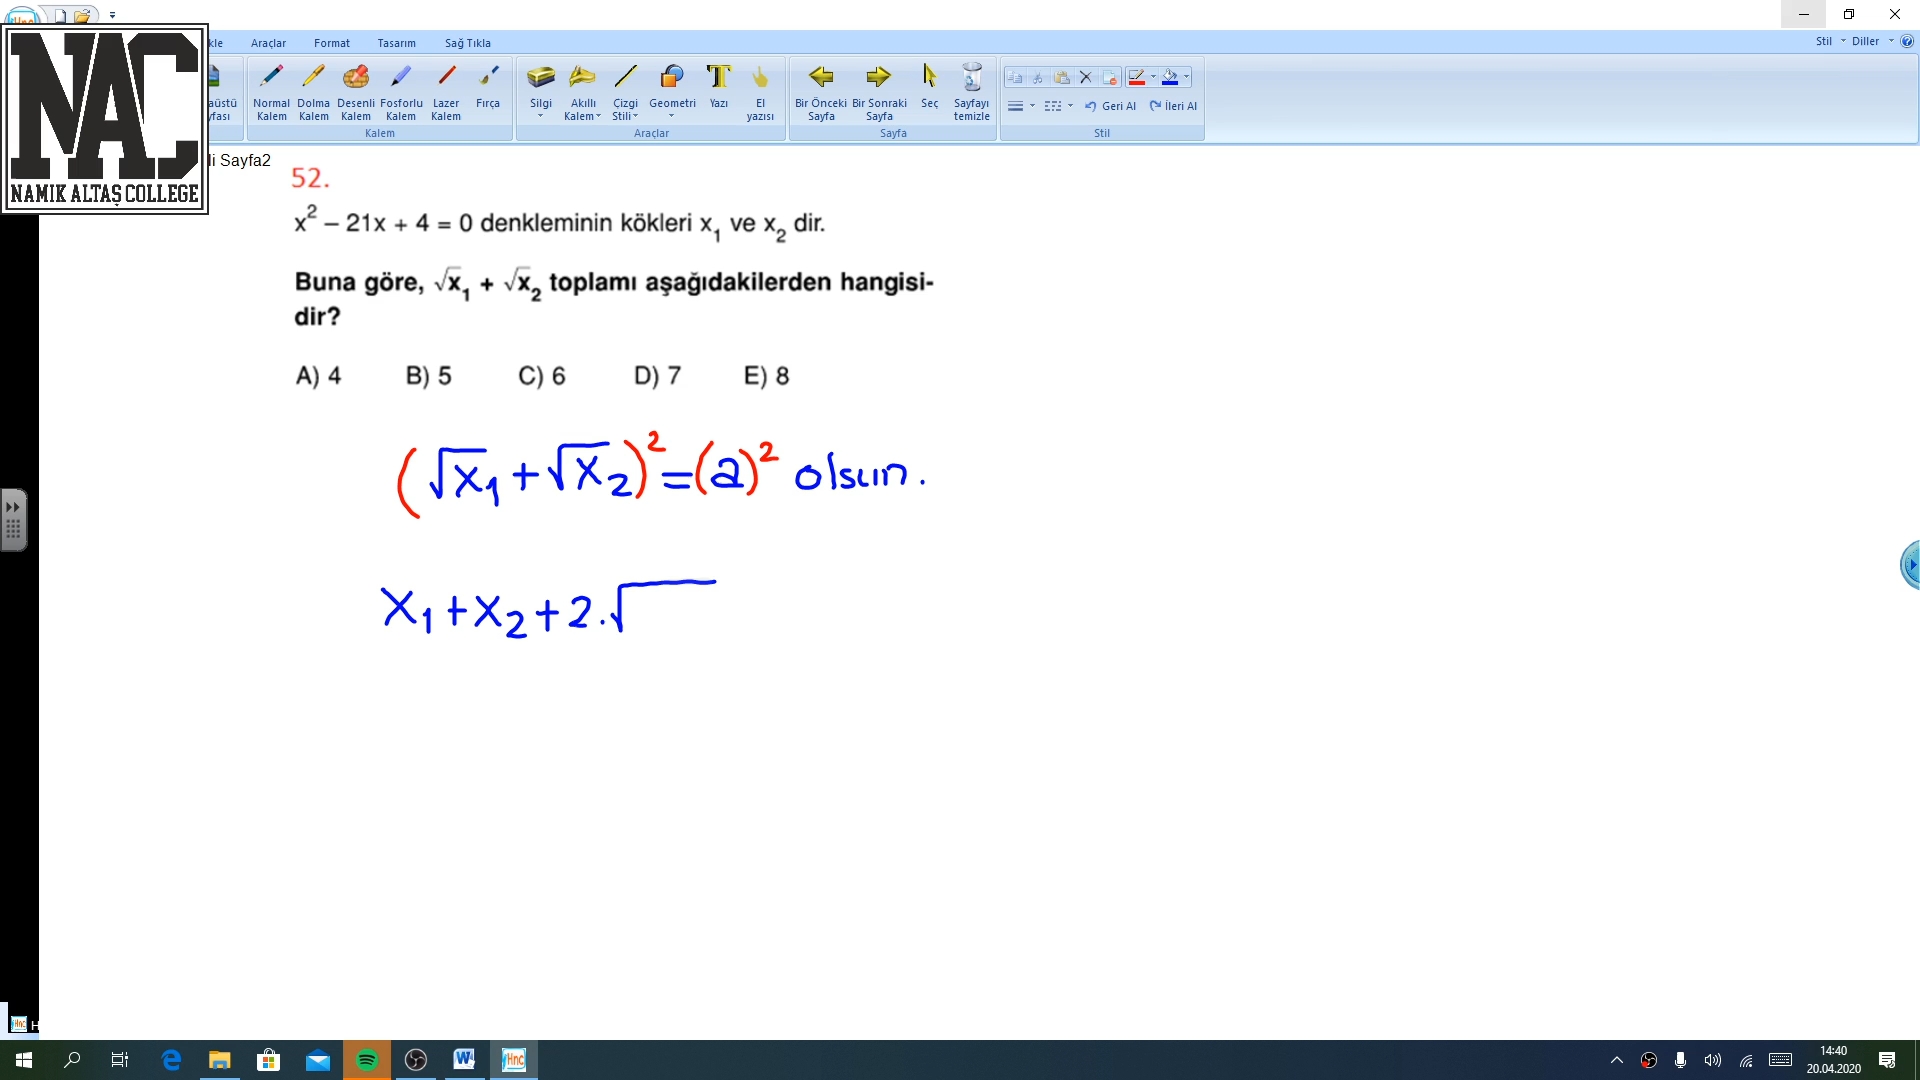 kle Araçlar Format Tasarım Sağ Tıkla Stil Diller
Normal Kalem Dolma Kalem Desenli Kalem Fosforlu Kalem Lazer Kalem Fırça
Kalem
Silgi Akıllı Kalem Çizgi Stili Geometri Yazı El yazısı
Araçlar
Bir Önceki Sayfa Bir Sonraki Sayfa Seç Sayfayı temizle
Sayfa
Geri Al İleri Al
Stil
NAC
NAMIK ALTAŞ COLLEGE
li Sayfa2
52.
x² – 21x + 4 = 0 denkleminin kökleri x₁ ve x₂ dir.
Buna göre, √x₁ + √x₂ toplamı aşağıdakilerden hangisi-
dir?
A) 4 B) 5 C) 6 D) 7 E) 8
(√x₁ + √x₂)² = (a)² olsun.
x₁ + x₂ + 2.√
14:40
20.04.2020